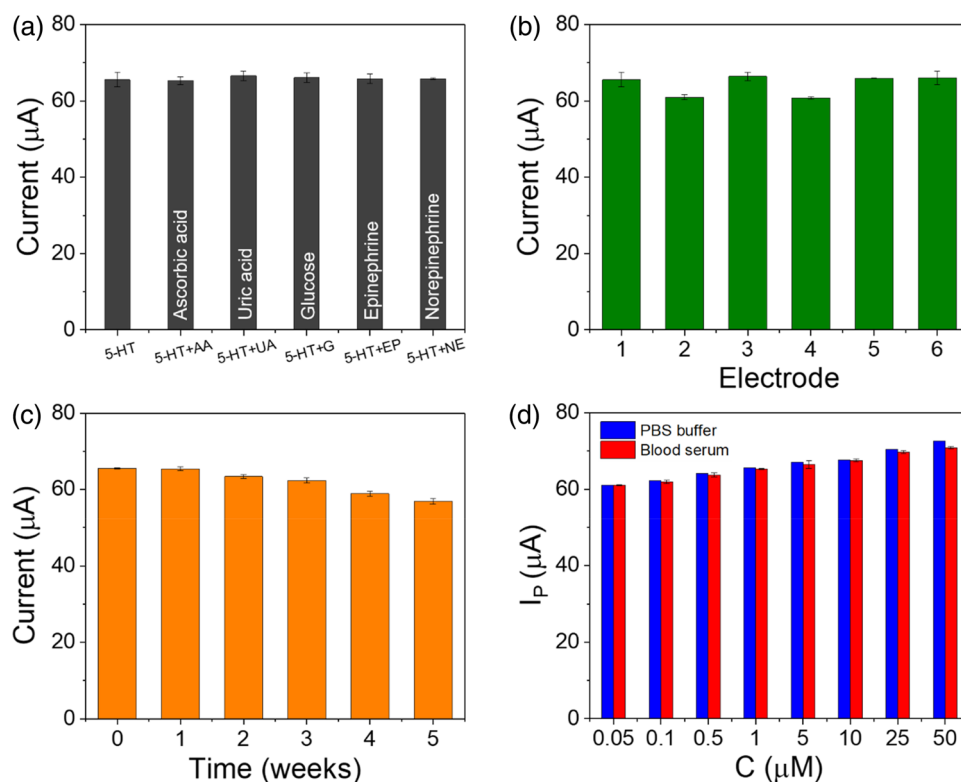 (a)
80
60
40
20
0
Current (μA)
Ascorbic acid
Uric acid
Glucose
Epinephrine
Norepinephrine
5-HT 5-HT+AA 5-HT+UA 5-HT+G 5-HT+EP 5-HT+NE
(b)
80
60
40
20
0
Current (μA)
1 2 3 4 5 6
Electrode
(c)
80
60
40
20
0
Current (μA)
0 1 2 3 4 5
Time (weeks)
(d)
80
60
40
20
0
I_P (μA)
PBS buffer
Blood serum
0.05 0.1 0.5 1 5 10 25 50
C (μM)